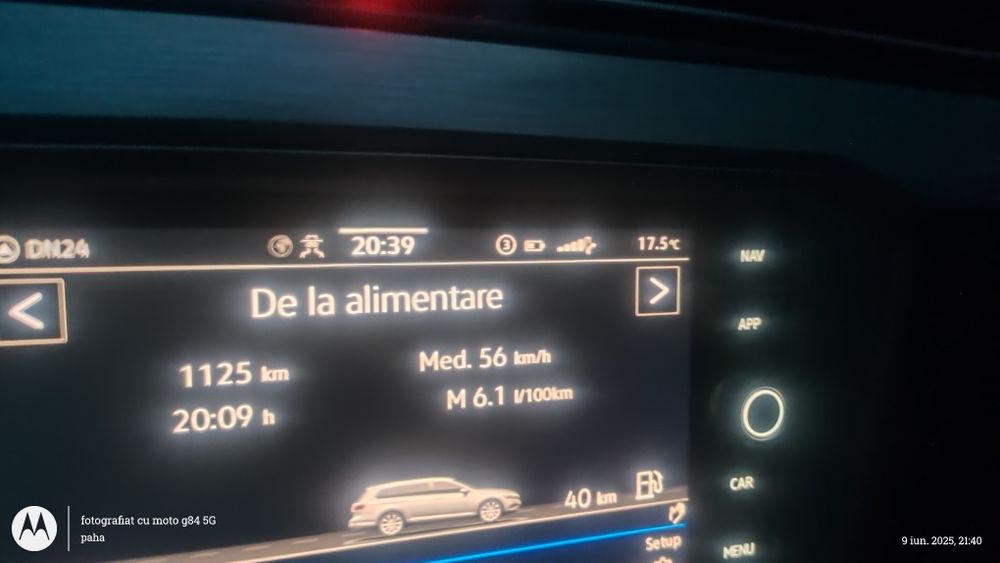 DN24
20:39
3
17.5°C
NAV
<
De la alimentare
>
APP
1125 km
Med. 56 km/h
20:09 h
M 6.1 l/100km
40 km
CAR
Setup
MENU
fotografiat cu moto g84 5G
paha
9 iun. 2025, 21:40